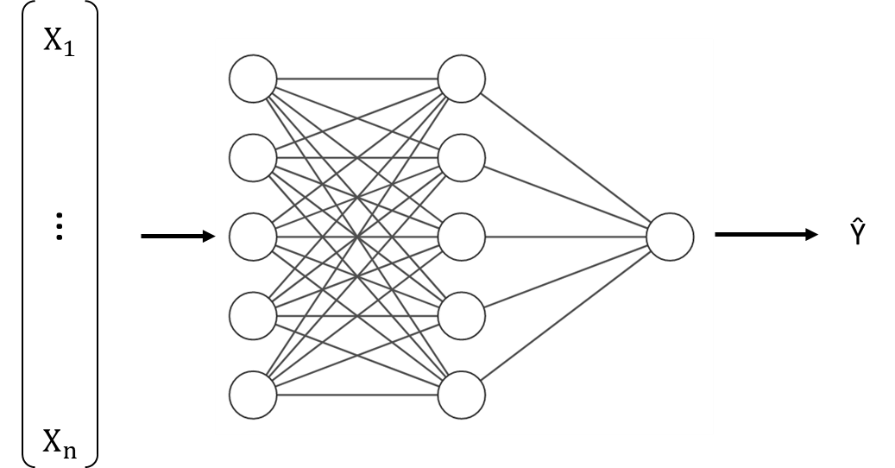 X₁
⋮
Xₙ
Ŷ